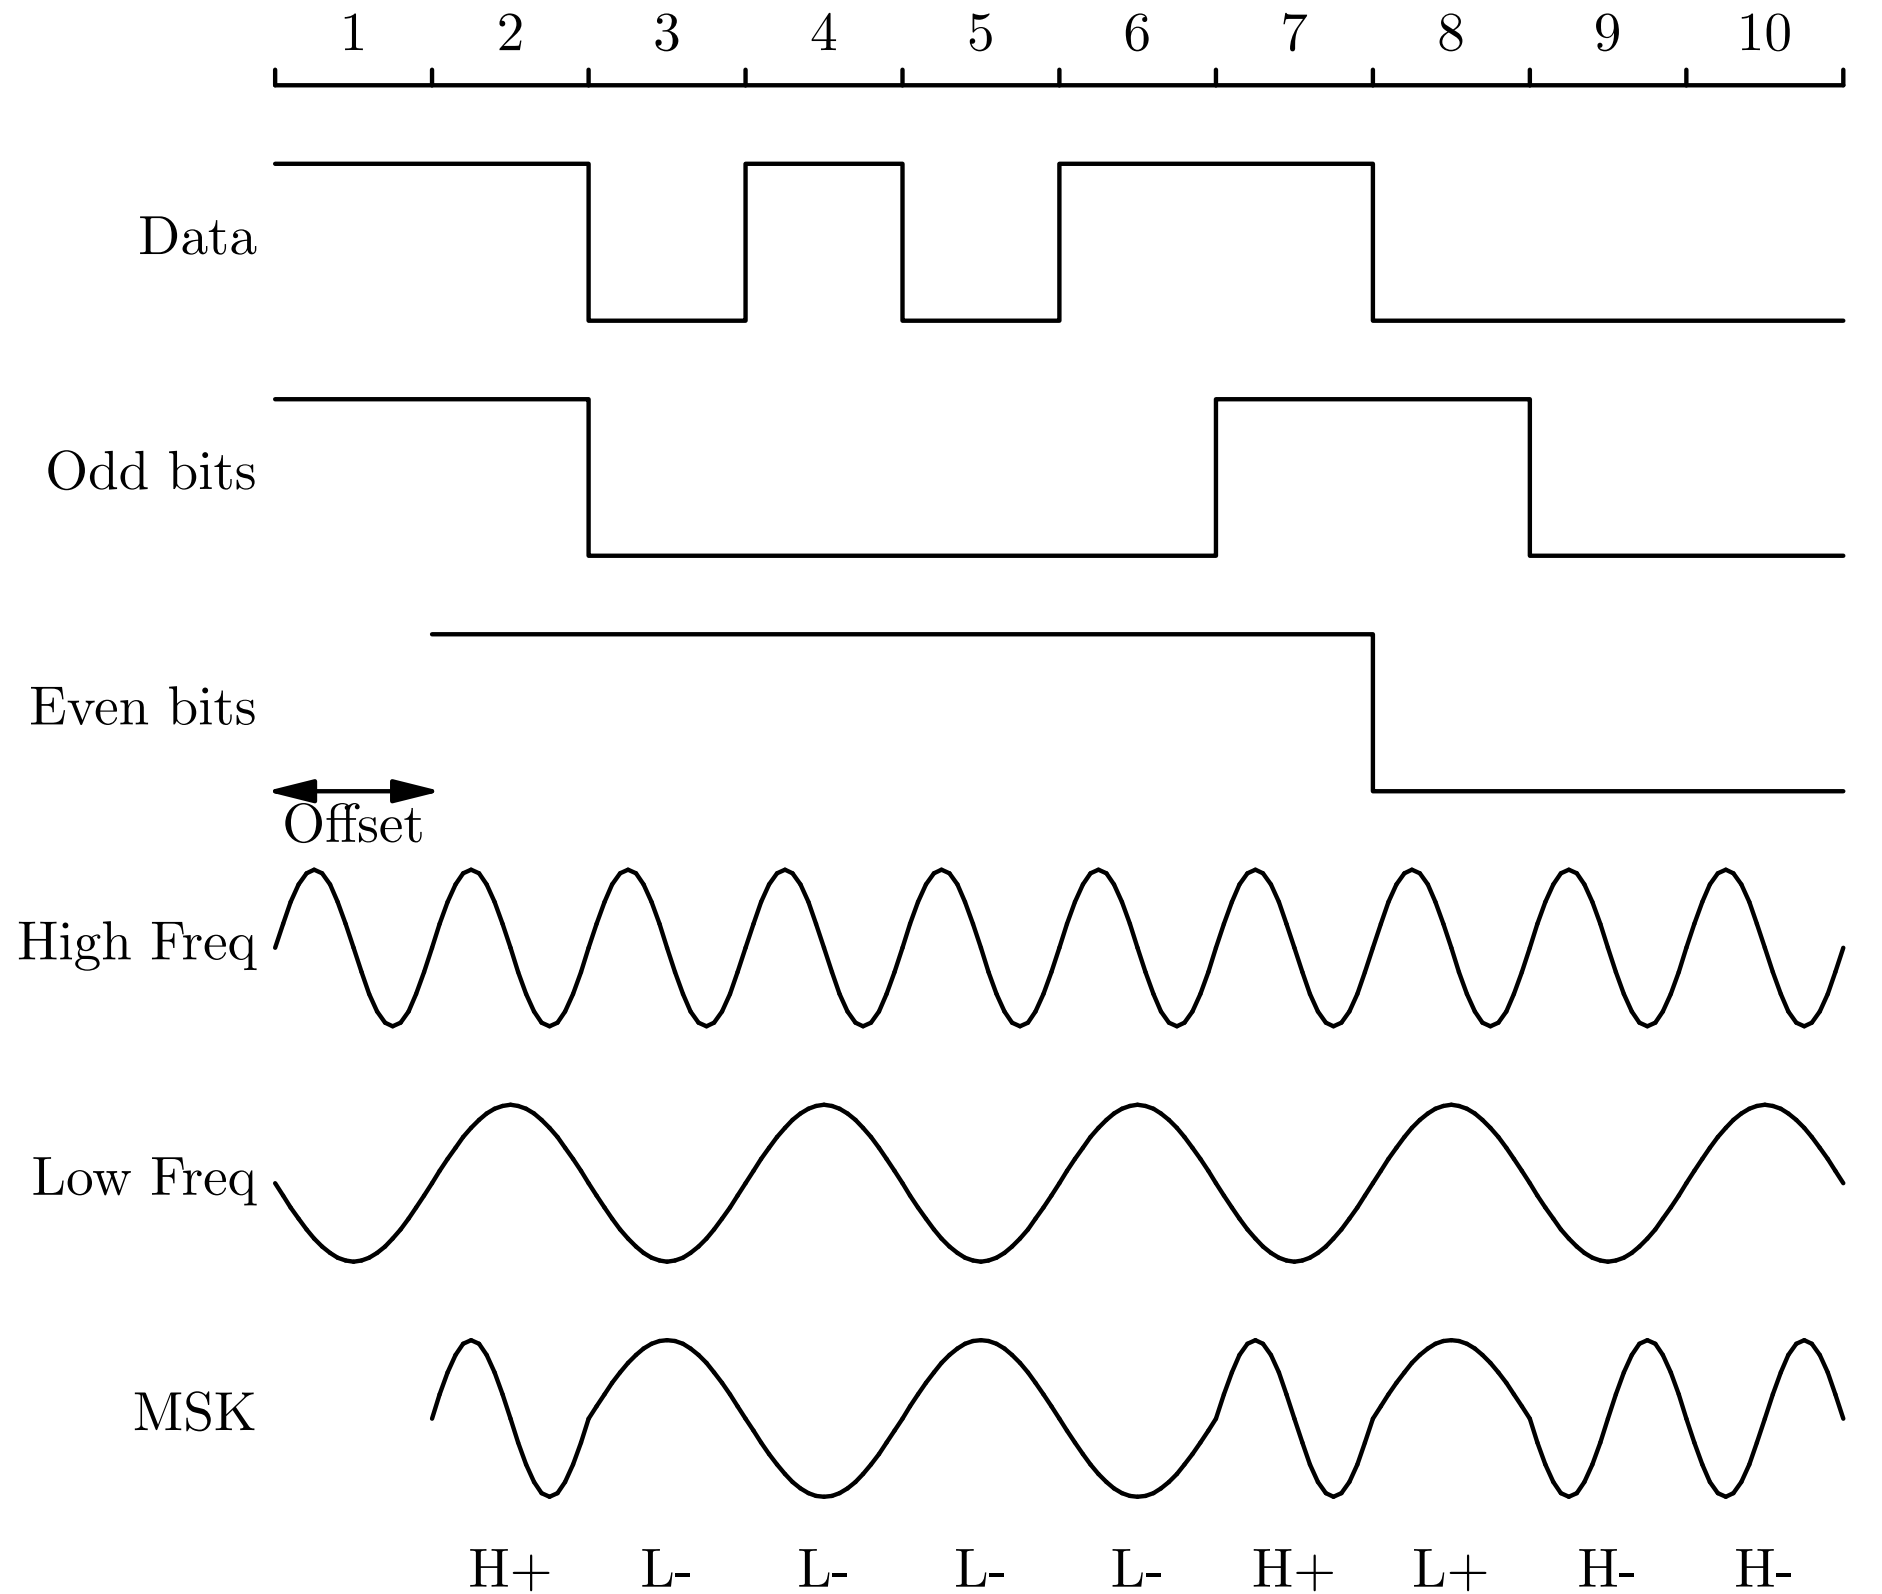 1 2 3 4 5 6 7 8 9 10
Data
Odd bits
Even bits
Offset
High Freq
Low Freq
MSK
H+ L- L- L- L- H+ L+ H- H-